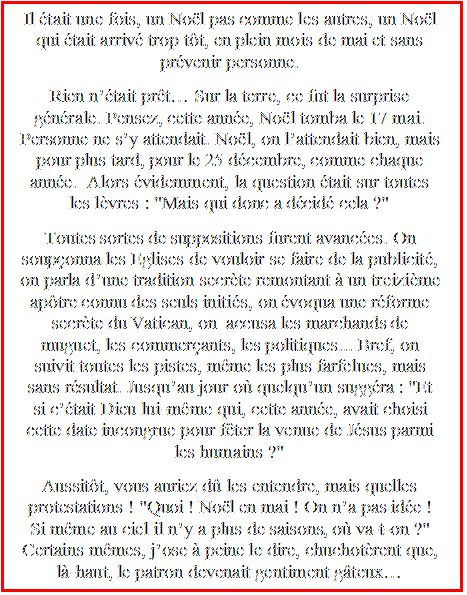 Il était une fois, un Noël pas comme les autres, un Noël
qui était arrivé trop tôt, en plein mois de mai et sans
prévenir personne.
Rien n'était prêt… Sur la terre, ce fut la surprise
générale. Pensez, cette année, Noël tomba le 17 mai.
Personne ne s'y attendait. Noël, on l'attendait bien, mais
pour plus tard, pour le 25 décembre, comme chaque
année.  Alors évidemment, la question était sur toutes
les lèvres : "Mais qui donc a décidé cela ?"
Toutes sortes de suppositions furent avancées. On
soupçonna les Eglises de vouloir se faire de la publicité,
on parla d'une tradition secrète remontant à un treizième
apôtre connu des seuls initiés, on évoqua une réforme
secrète du Vatican, on  accusa les marchands de
muguet, les commerçants, les politiques... Bref, on
suivit toutes les pistes, même les plus farfelues, mais
sans résultat. Jusqu'au jour où quelqu'un suggéra : "Et
si c'était Dieu lui-même qui, cette année, avait choisi
cette date incongrue pour fêter la venue de Jésus parmi
les humains ?"
Aussitôt, vous auriez dû les entendre, mais quelles
protestations ! "Quoi ! Noël en mai ! On n'a pas idée !
Si même au ciel il n'y a plus de saisons, où va-t-on ?"
Certains mêmes, j'ose à peine le dire, chuchotèrent que,
là-haut, le patron devenait gentiment gâteux…